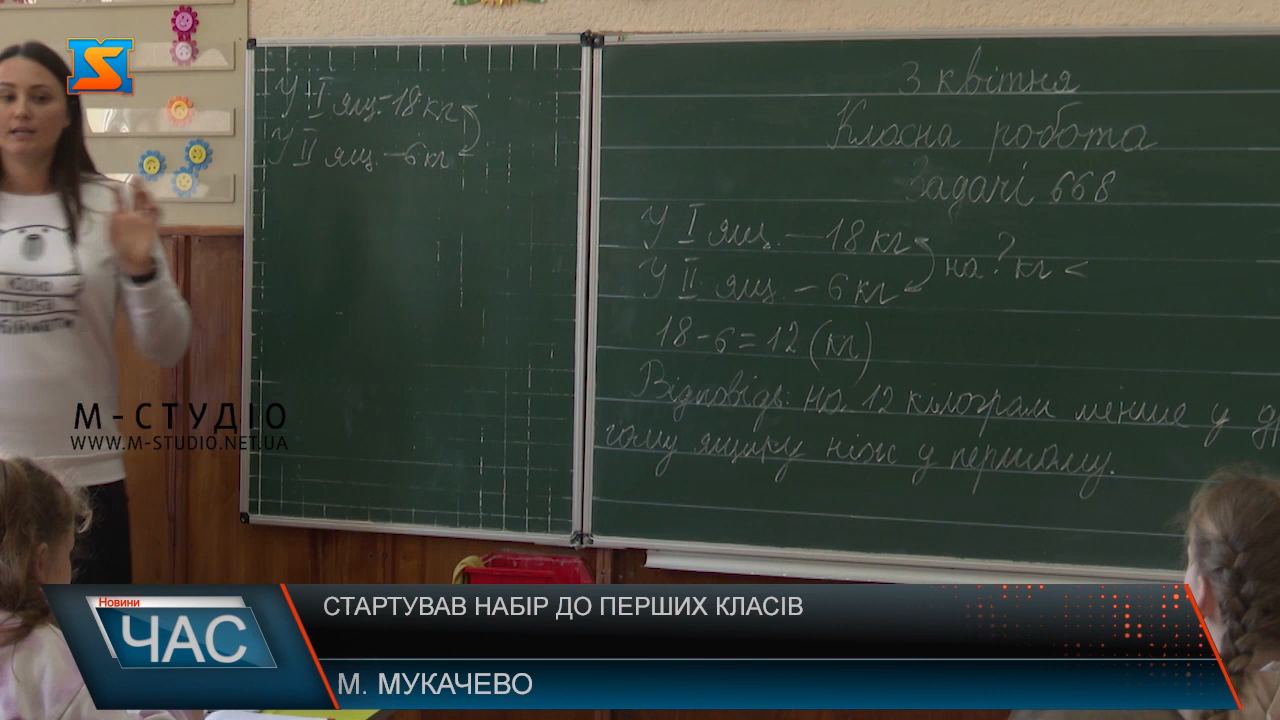 У I ящ. – 18 кг
У II ящ. – 6 кг
3 квітня
Класна робота
Задачі 668
У I ящ. – 18 кг
У II ящ. – 6 кг
на ? кг <
18 - 6 = 12 (кг)
Відповідь: на 12 кілограм менше у др
гому ящику ніж у першому.
М-СТУДІО
WWW.M-STUDIO.NET.UA
Новини
ЧАС
СТАРТУВАВ НАБІР ДО ПЕРШИХ КЛАСІВ
М. МУКАЧЕВО